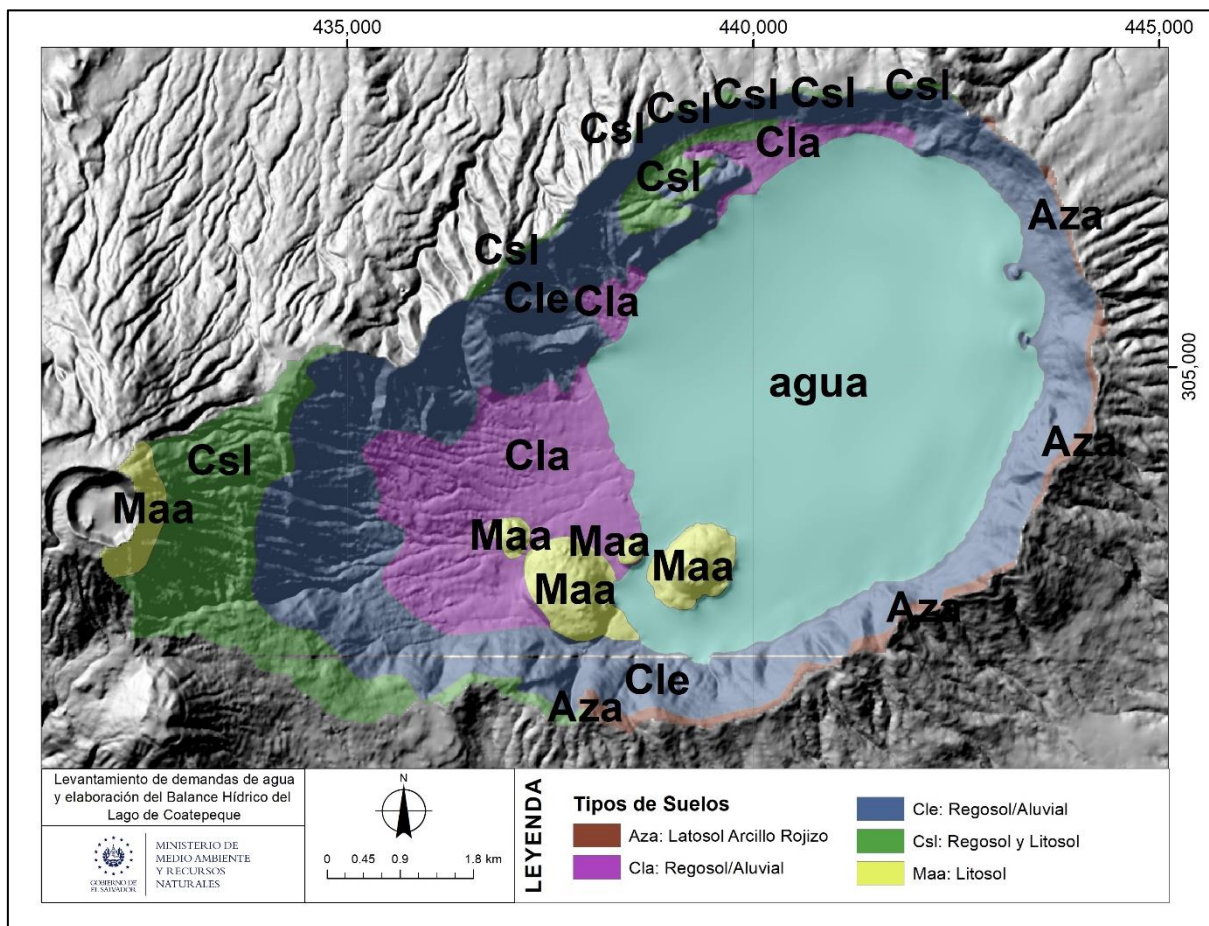 435,000
440,000
445,000
Csl
Csl
Csl
Csl
Csl
Cla
Csl
Aza
Csl
Cle
Cla
305,000
agua
Aza
Csl
Cla
Maa
Maa
Maa
Maa
Maa
Aza
Cle
Aza
Levantamiento de demandas de agua
y elaboración del Balance Hídrico del
Lago de Coatepeque
MINISTERIO DE
MEDIO AMBIENTE
Y RECURSOS
NATURALES
GOBIERNO DE
EL SALVADOR
N
0 0.45 0.9 1.8 km
LEYENDA
Tipos de Suelos
Aza: Latosol Arcillo Rojizo
Cla: Regosol/Aluvial
Cle: Regosol/Aluvial
Csl: Regosol y Litosol
Maa: Litosol